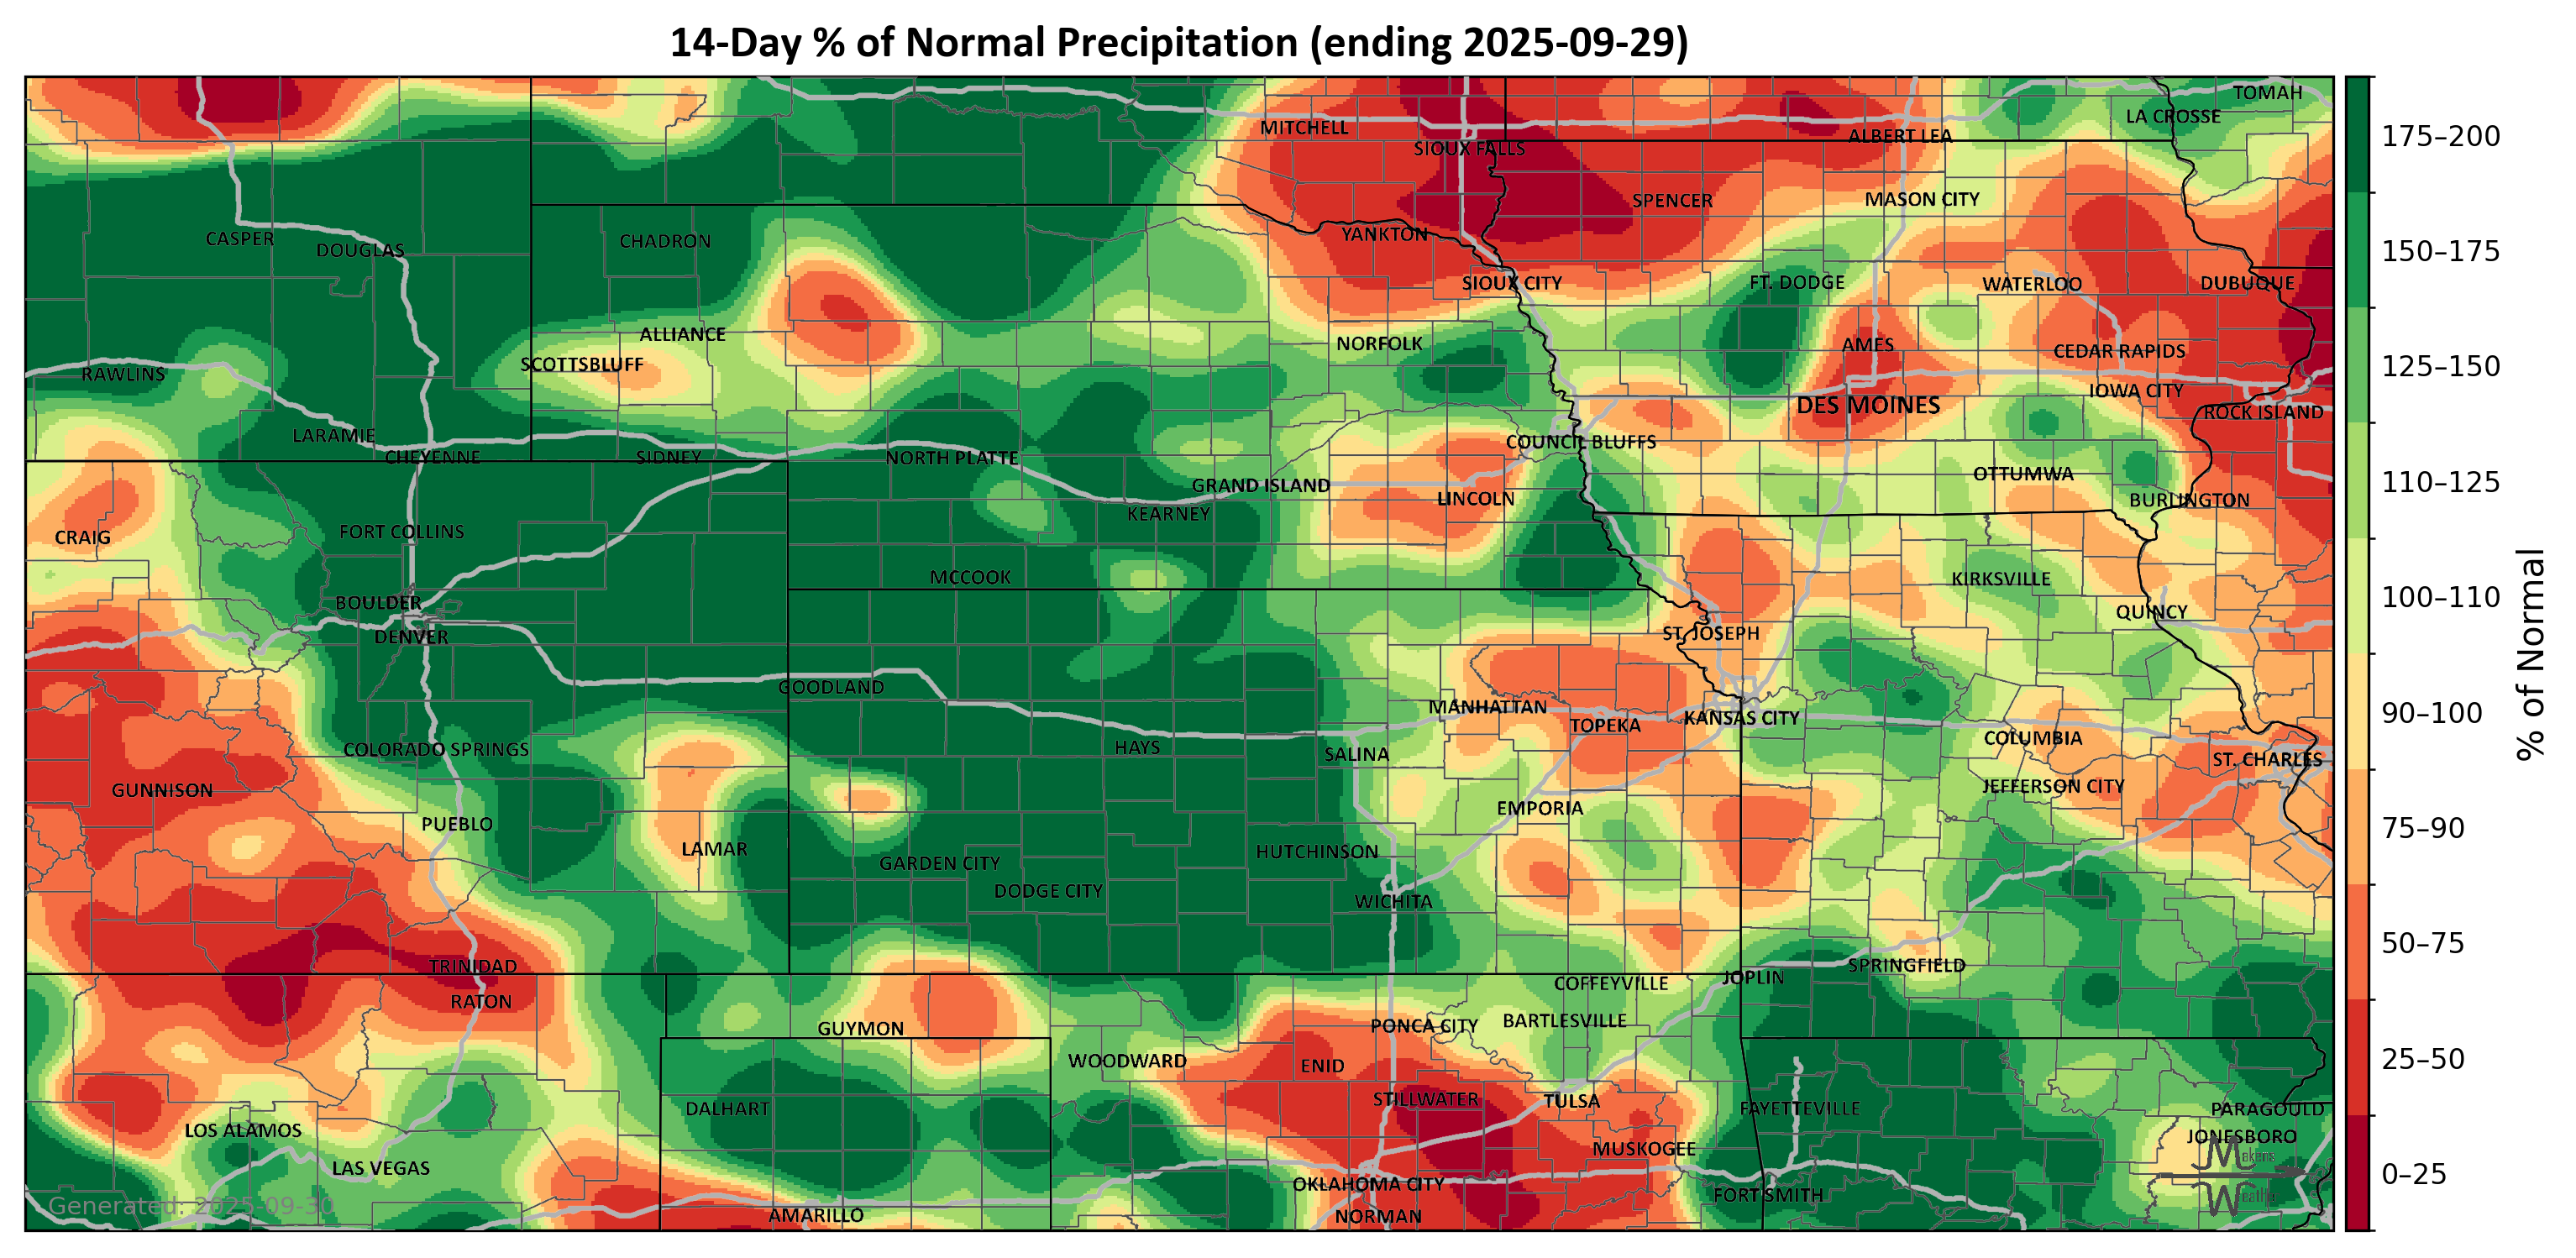 14-Day % of Normal Precipitation (ending 2025-09-29)
TOMAH
LA CROSSE
MITCHELL
ALBERT LEA
SIOUX FALLS
SPENCER
MASON CITY
CASPER
DOUGLAS
CHADRON
YANKTON
SIOUX CITY
FT. DODGE
WATERLOO
DUBUQUE
ALLIANCE
NORFOLK
AMES
CEDAR RAPIDS
SCOTTSBLUFF
RAWLINS
IOWA CITY
DES MOINES
ROCK ISLAND
LARAMIE
COUNCIL BLUFFS
CHEYENNE
SIDNEY
NORTH PLATTE
OTTUMWA
GRAND ISLAND
LINCOLN
BURLINGTON
KEARNEY
CRAIG
FORT COLLINS
MCCOOK
KIRKSVILLE
BOULDER
QUINCY
DENVER
ST. JOSEPH
GOODLAND
MANHATTAN
TOPEKA
KANSAS CITY
COLORADO SPRINGS
HAYS
SALINA
COLUMBIA
ST. CHARLES
GUNNISON
JEFFERSON CITY
EMPORIA
PUEBLO
LAMAR
GARDEN CITY
HUTCHINSON
DODGE CITY
WICHITA
TRINIDAD
SPRINGFIELD
JOPLIN
COFFEYVILLE
RATON
GUYMON
PONCA CITY
BARTLESVILLE
WOODWARD
ENID
DALHART
STILLWATER
TULSA
FAYETTEVILLE
PARAGOULD
LOS ALAMOS
JONESBORO
MUSKOGEE
LAS VEGAS
OKLAHOMA CITY
FORT SMITH
AMARILLO
NORMAN
Generated: 2025-09-30
Makens
Weather
175–200
150–175
125–150
110–125
100–110
90–100
75–90
50–75
25–50
0–25
% of Normal